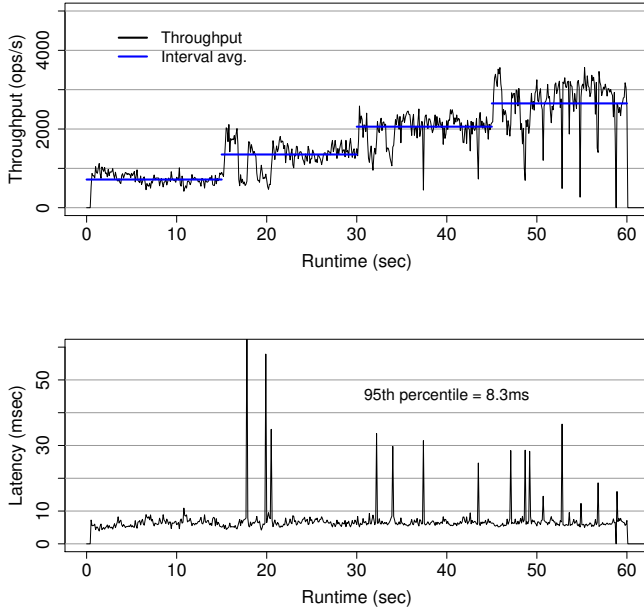 Throughput (ops/s)
0
2000
4000
Throughput
Interval avg.
0 10 20 30 40 50 60
Runtime (sec)
Latency (msec)
0
10
30
50
95th percentile = 8.3ms
0 10 20 30 40 50 60
Runtime (sec)